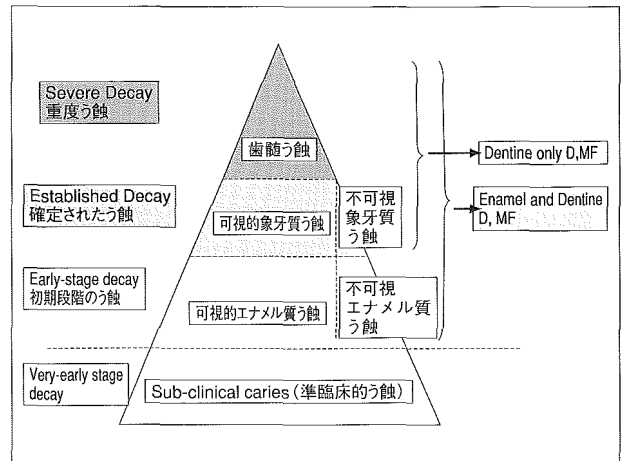 Severe Decay
重度う蝕
歯髄う蝕
Dentine only D,MF
Established Decay
確定されたう蝕
可視的象牙質う蝕
不可視
象牙質
う蝕
Enamel and Dentine
D, MF
Early-stage decay
初期段階のう蝕
可視的エナメル質う蝕
不可視
エナメル質
う蝕
Very-early stage
decay
Sub-clinical caries(準臨床的う蝕)